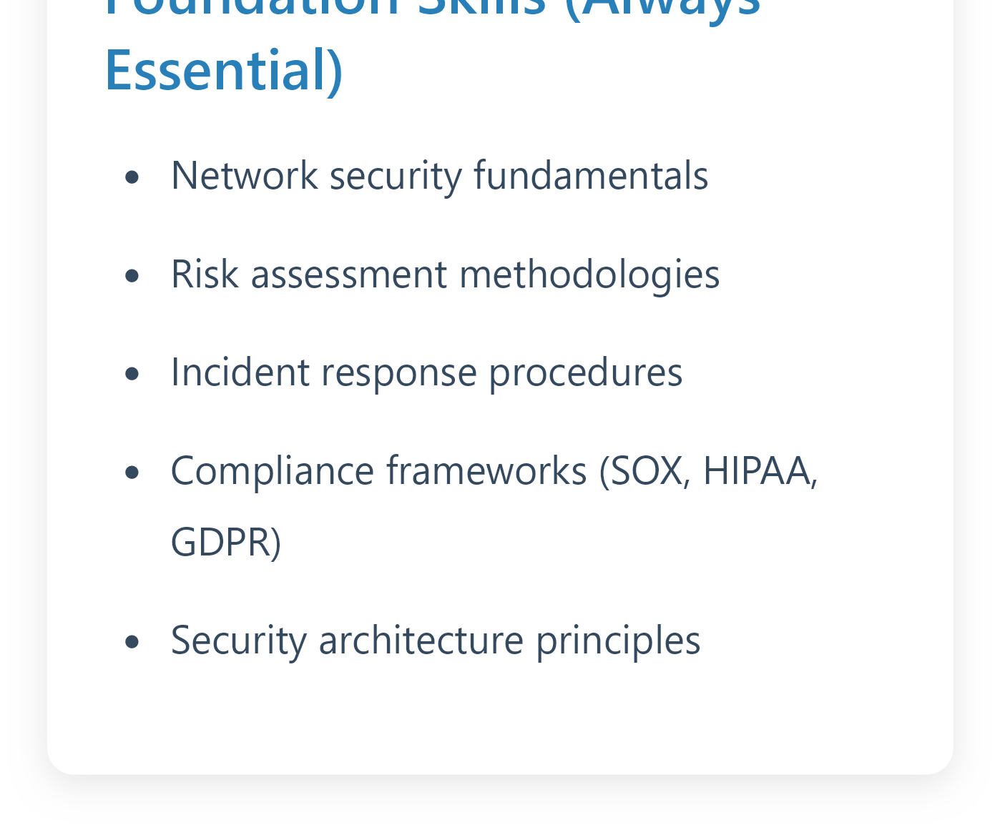 Foundation Skills (Always
Essential)
• Network security fundamentals
• Risk assessment methodologies
• Incident response procedures
• Compliance frameworks (SOX, HIPAA,
GDPR)
• Security architecture principles